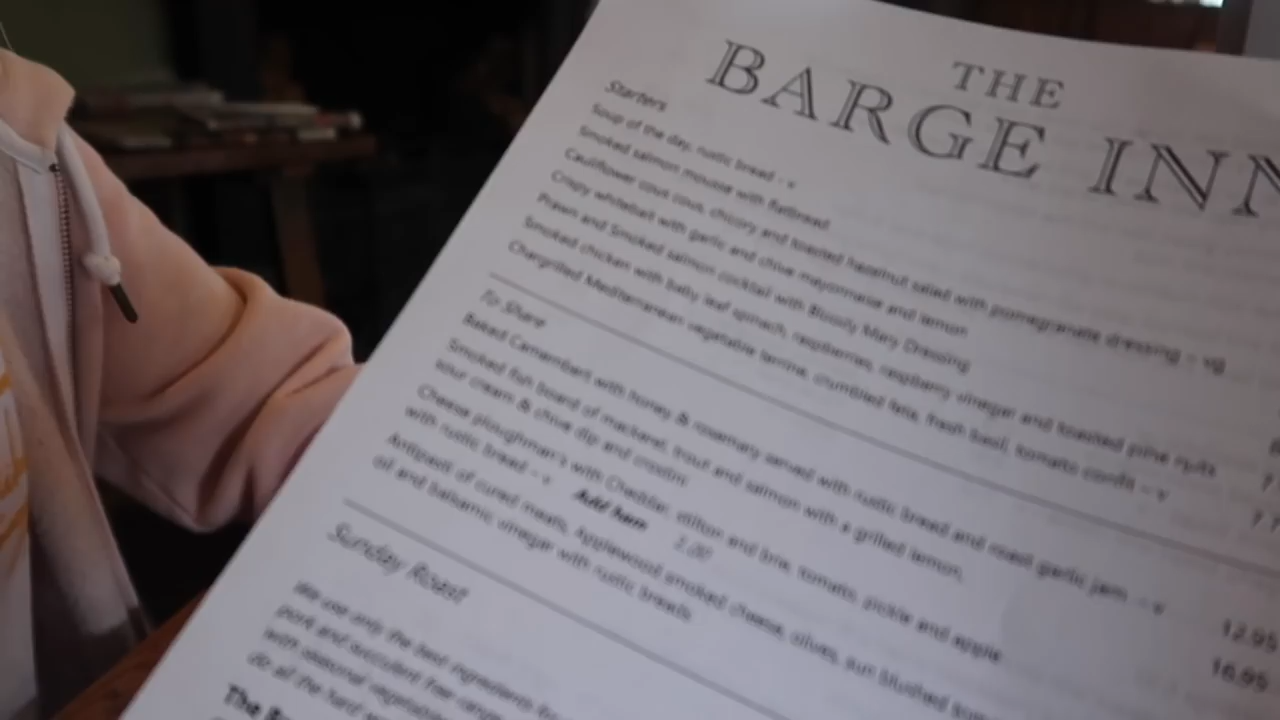 THE
BARGE INN
Starters
Soup of the day, rustic bread - v
Smoked salmon mousse with flatbread
Cauliflower cous cous, chicory and toasted hazelnut salad with pomegranate dressing - vg
Crispy whitebait with garlic and chive mayonnaise and lemon
Prawn and Smoked salmon cocktail with Bloody Mary Dressing
Smoked chicken with baby leaf spinach, raspberries, raspberry vinegar and toasted pine nuts
Chargrilled Mediterranean vegetable terrine, crumbled feta, fresh basil, tomato confis - v
To Share
Baked Camembert with honey & rosemary served with rustic bread and roast garlic jam - v 12.95
Smoked fish board of mackerel, trout and salmon with a grilled lemon, 16.95
sour cream & chive dip and crostini
Cheese ploughman's with Cheddar, stilton and brie, tomato, pickle and apple
with rustic bread - v Add ham 2.00
Antipasti of cured meats, Applewood smoked cheese, olives, sun blushed
oil and balsamic vinegar with rustic breads
Sunday Roast
We use only the best ingredients
pork and succulent free range
with seasonal vegetables
do all the hard
The